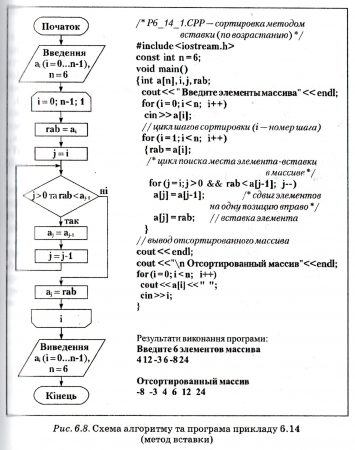 Початок
Введення
aᵢ (i = 0...n-1),
n = 6
i = 0; n-1; 1
rab = aᵢ
j = i
j > 0 та rab < aⱼ₋₁
ні
так
aⱼ = aⱼ₋₁
j = j-1
aⱼ = rab
i
Виведення
aᵢ (i = 0...n-1),
n = 6
Кінець
/* P6_14_1.CPP – сортировка методом
вставки (по возрастанию) */
#include <iostream.h>
const int n = 6;
void main()
{int a[n], i, j, rab;
cout << " Введите элементы массива" << endl;
for (i = 0; i < n; i++)
cin >> a[i];
// цикл шагов сортировки (i – номер шага)
for (i = 1; i < n; i++)
{rab = a[i];
/* цикл поиска места элемента-вставки
в массиве */
for (j = i; j > 0 && rab < a[j-1]; j--)
a[j] = a[j-1]; /* сдвиг элементов
на одну позицию вправо */
a[j] = rab; // вставка элемента
}
// вывод отсортированного массива
cout << endl;
cout << "\n Отсортированный массив" << endl;
for (i = 0; i < n; i++)
cout << a[i] << " ";
cin >> i;
}
Результати виконання програми:
Введите 6 элементов массива
4 12 -3 6 -8 24
Отсортированный массив
-8 -3 4 6 12 24
Рис. 6.8. Схема алгоритму та програма прикладу 6.14
(метод вставки)